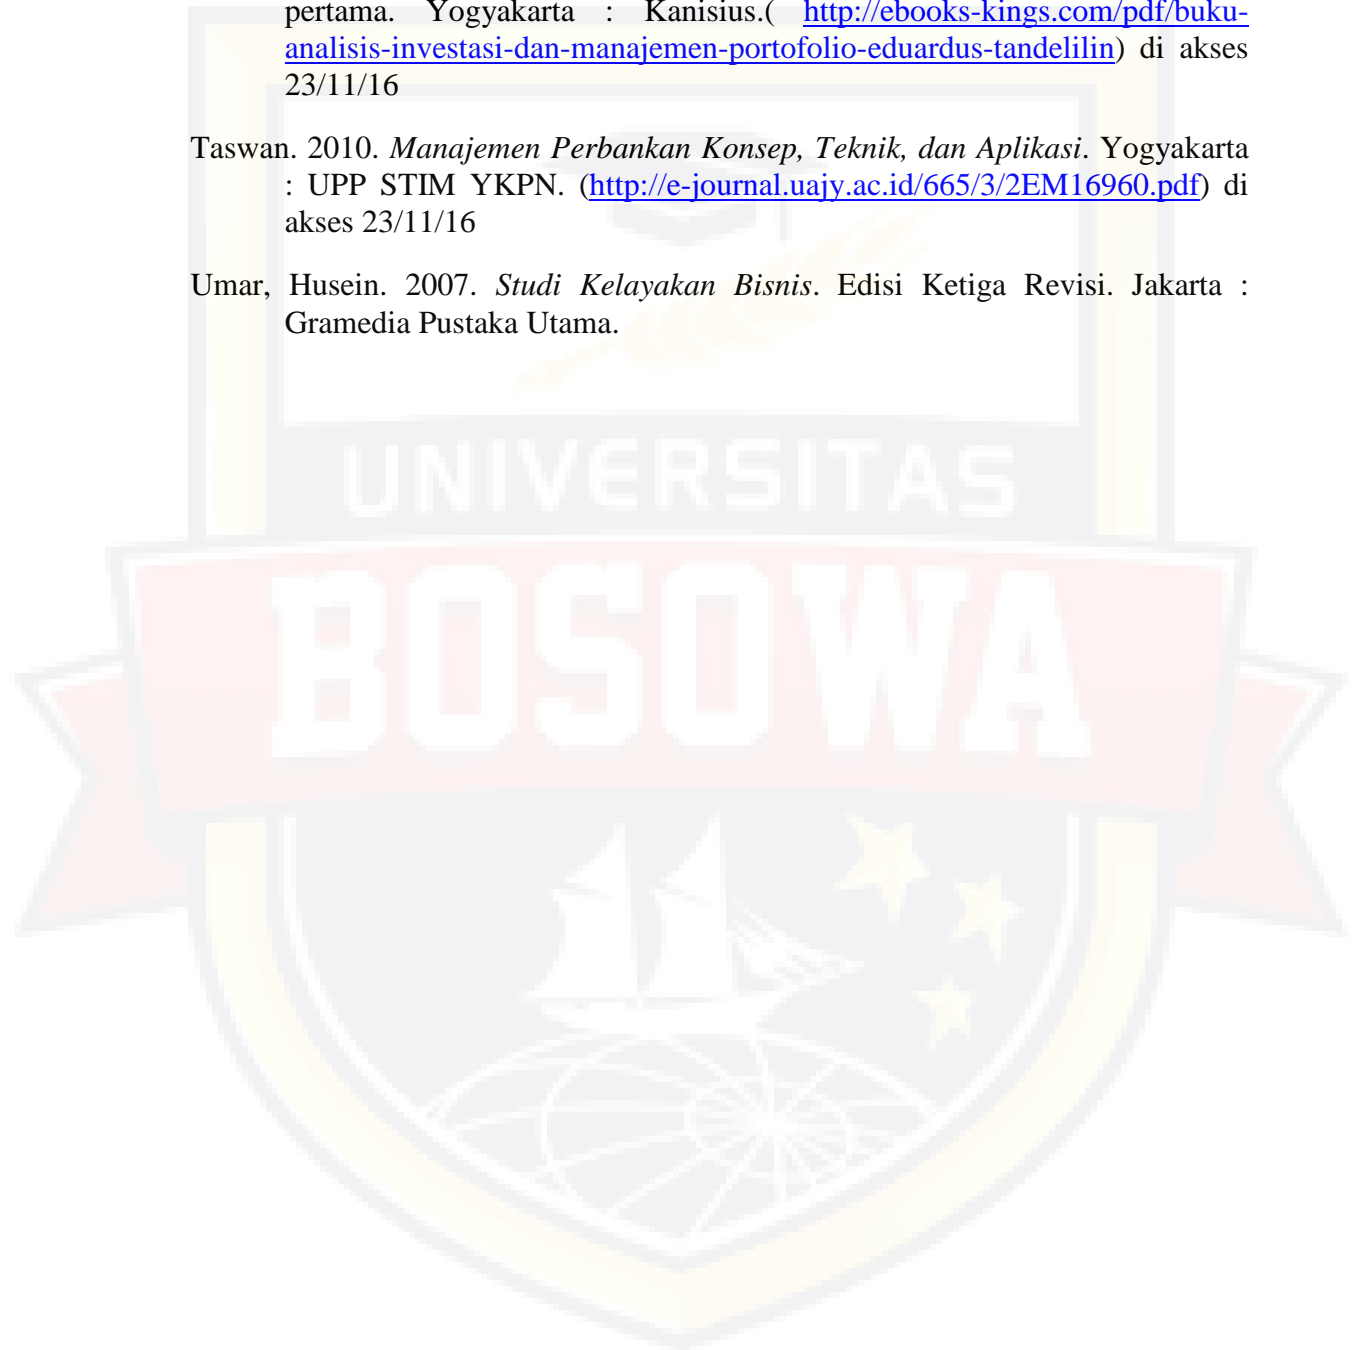 pertama. Yogyakarta : Kanisius.( http://ebooks-kings.com/pdf/buku-
analisis-investasi-dan-manajemen-portofolio-eduardus-tandelilin) di akses
23/11/16
Taswan. 2010. Manajemen Perbankan Konsep, Teknik, dan Aplikasi. Yogyakarta
: UPP STIM YKPN. (http://e-journal.uajy.ac.id/665/3/2EM16960.pdf) di
akses 23/11/16
Umar, Husein. 2007. Studi Kelayakan Bisnis. Edisi Ketiga Revisi. Jakarta :
Gramedia Pustaka Utama.
UNIVERSITAS
BOSOWA